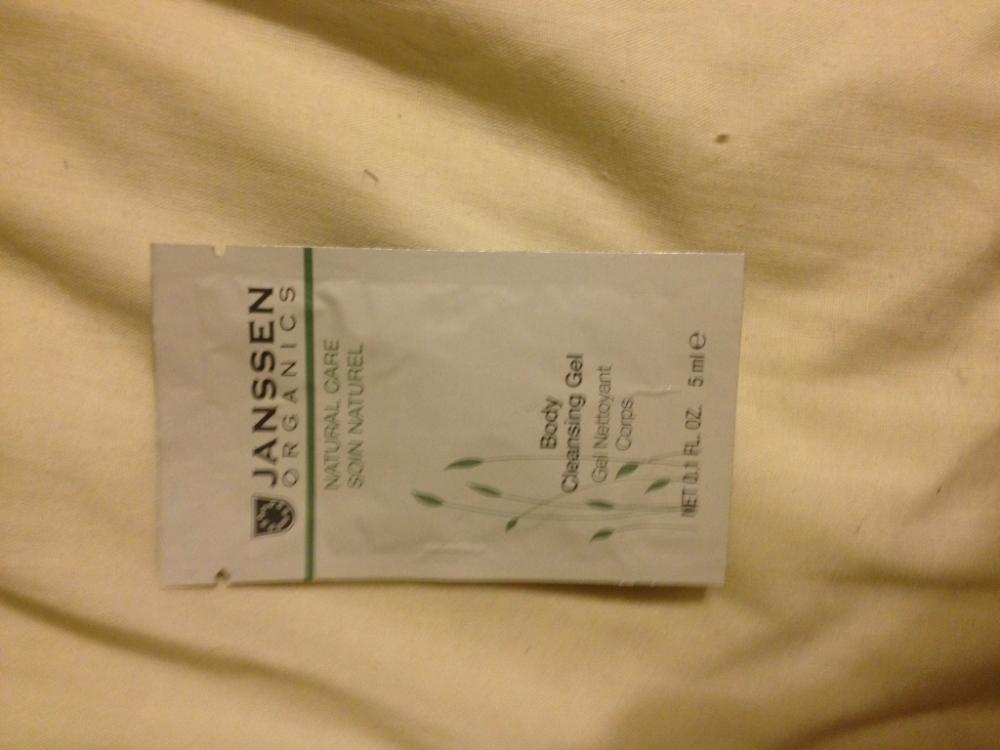 JANSSEN
ORGANICS
NATURAL CARE
SOIN NATUREL
Body
Cleansing Gel
Gel Nettoyant
Corps
NET 0.1 FL. OZ. 5 ml e